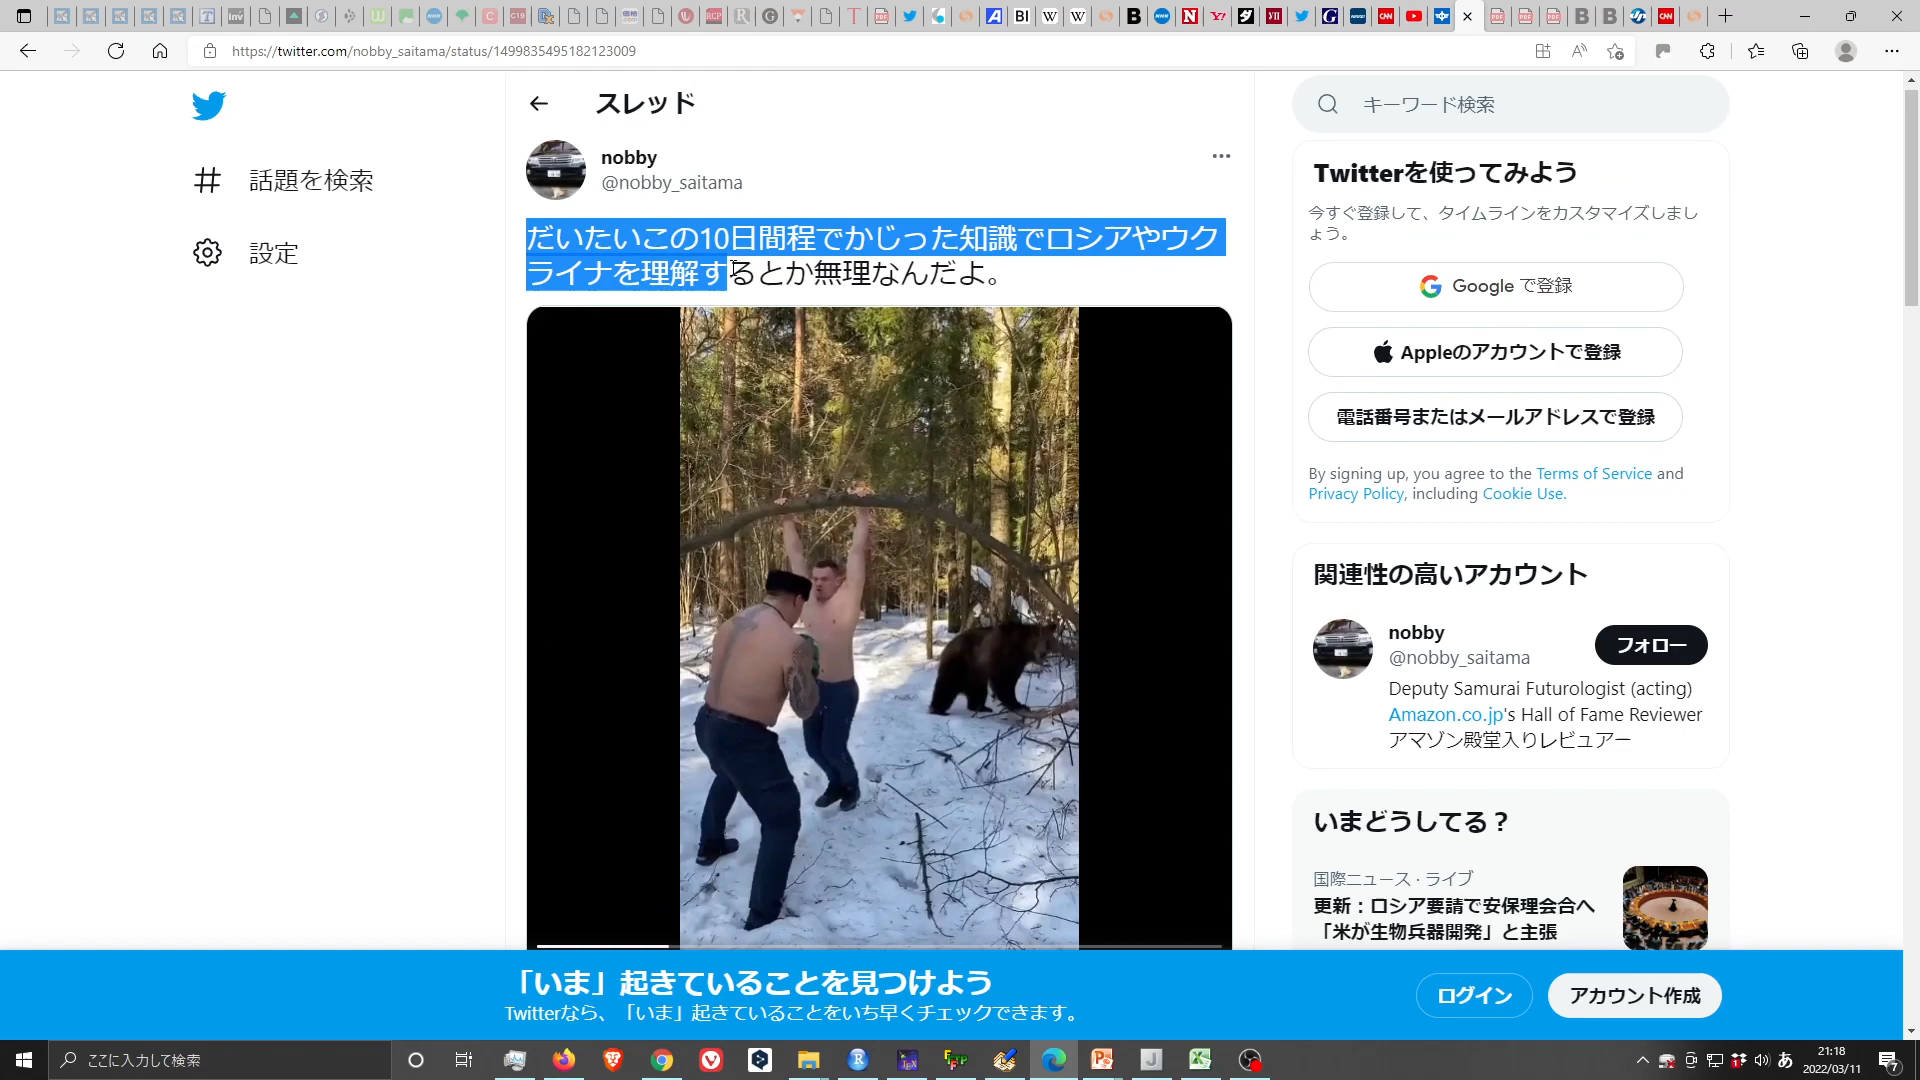 https://twitter.com/nobby_saitama/status/1499835495182123009
話題を検索
設定
スレッド
nobby
@nobby_saitama
だいたいこの10日間程でかじった知識でロシアやウク
ライナを理解するとか無理なんだよ。
キーワード検索
Twitterを使ってみよう
今すぐ登録して、タイムラインをカスタマイズしまし
ょう。
Google で登録
Appleのアカウントで登録
電話番号またはメールアドレスで登録
By signing up, you agree to the Terms of Service and
Privacy Policy, including Cookie Use.
関連性の高いアカウント
nobby
@nobby_saitama
フォロー
Deputy Samurai Futurologist (acting)
Amazon.co.jp's Hall of Fame Reviewer
アマゾン殿堂入りレビュアー
いまどうしてる？
国際ニュース · ライブ
更新：ロシア要請で安保理会合へ
「米が生物兵器開発」と主張
「いま」起きていることを見つけよう
Twitterなら、「いま」起きていることをいち早くチェックできます。
ログイン
アカウント作成
ここに入力して検索
あ
21:18
2022/03/11
7